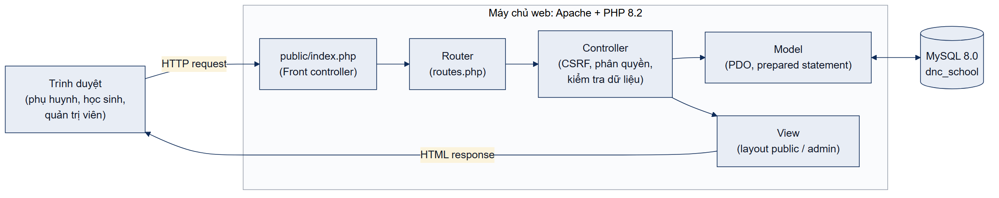 Máy chủ web: Apache + PHP 8.2
Trình duyệt
(phụ huynh, học sinh,
quản trị viên)
HTTP request
public/index.php
(Front controller)
Router
(routes.php)
Controller
(CSRF, phân quyền,
kiểm tra dữ liệu)
Model
(PDO, prepared statement)
MySQL 8.0
dnc_school
View
(layout public / admin)
HTML response